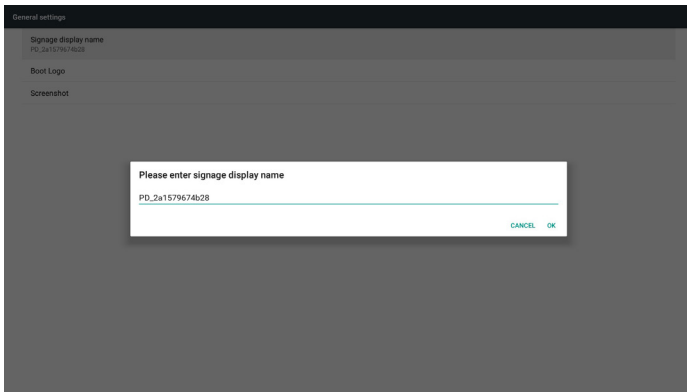 General settings
Signage display name
PD_2a1579674b28
Boot Logo
Screenshot
Please enter signage display name
PD_2a1579674b28
CANCEL OK